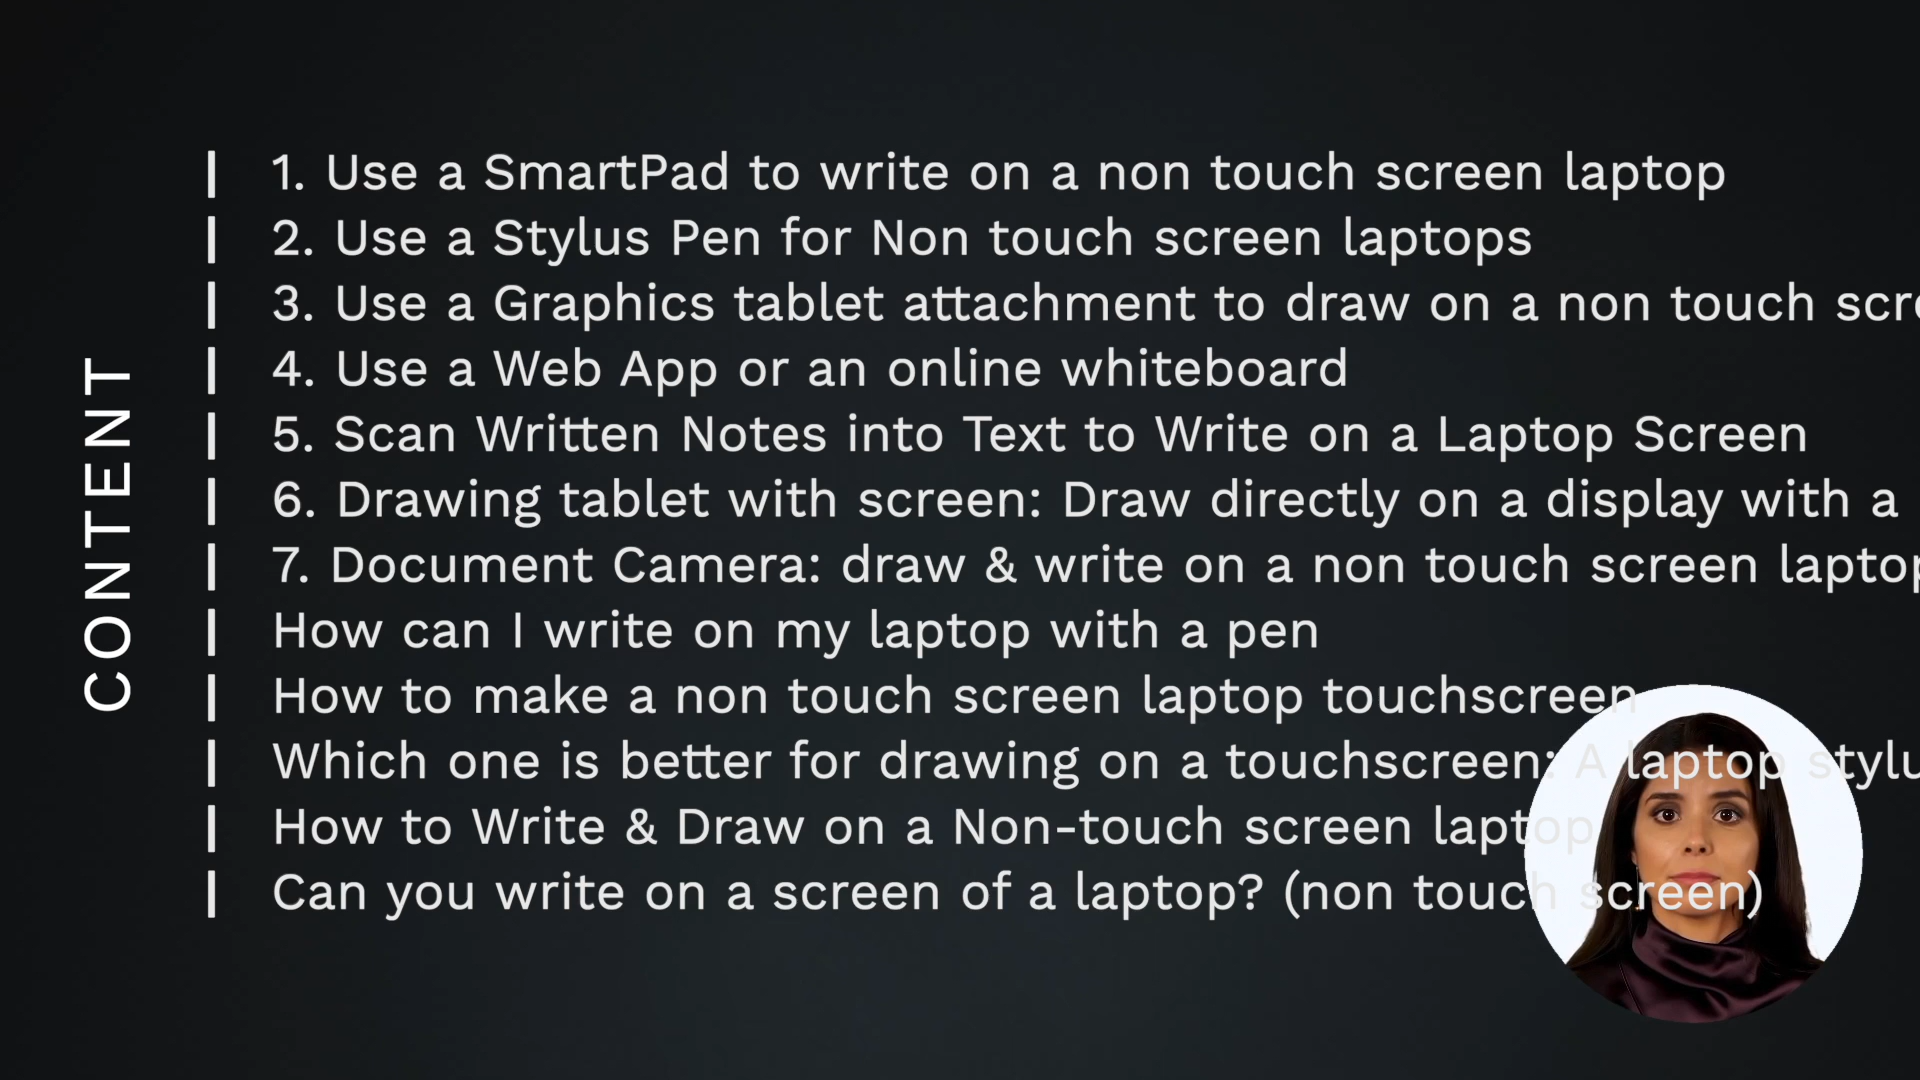 CONTENT
1. Use a SmartPad to write on a non touch screen laptop
2. Use a Stylus Pen for Non touch screen laptops
3. Use a Graphics tablet attachment to draw on a non touch
4. Use a Web App or an online whiteboard
5. Scan Written Notes into Text to Write on a Laptop Screen
6. Drawing tablet with screen: Draw directly on a display with a
7. Document Camera: draw & write on a non touch screen laptop
How can I write on my laptop with a pen
How to make a non touch screen laptop touchscreen
Which one is better for drawing on a touchscreen: A laptop
How to Write & Draw on a Non-touch screen laptop
Can you write on a screen of a laptop? (non touch screen)